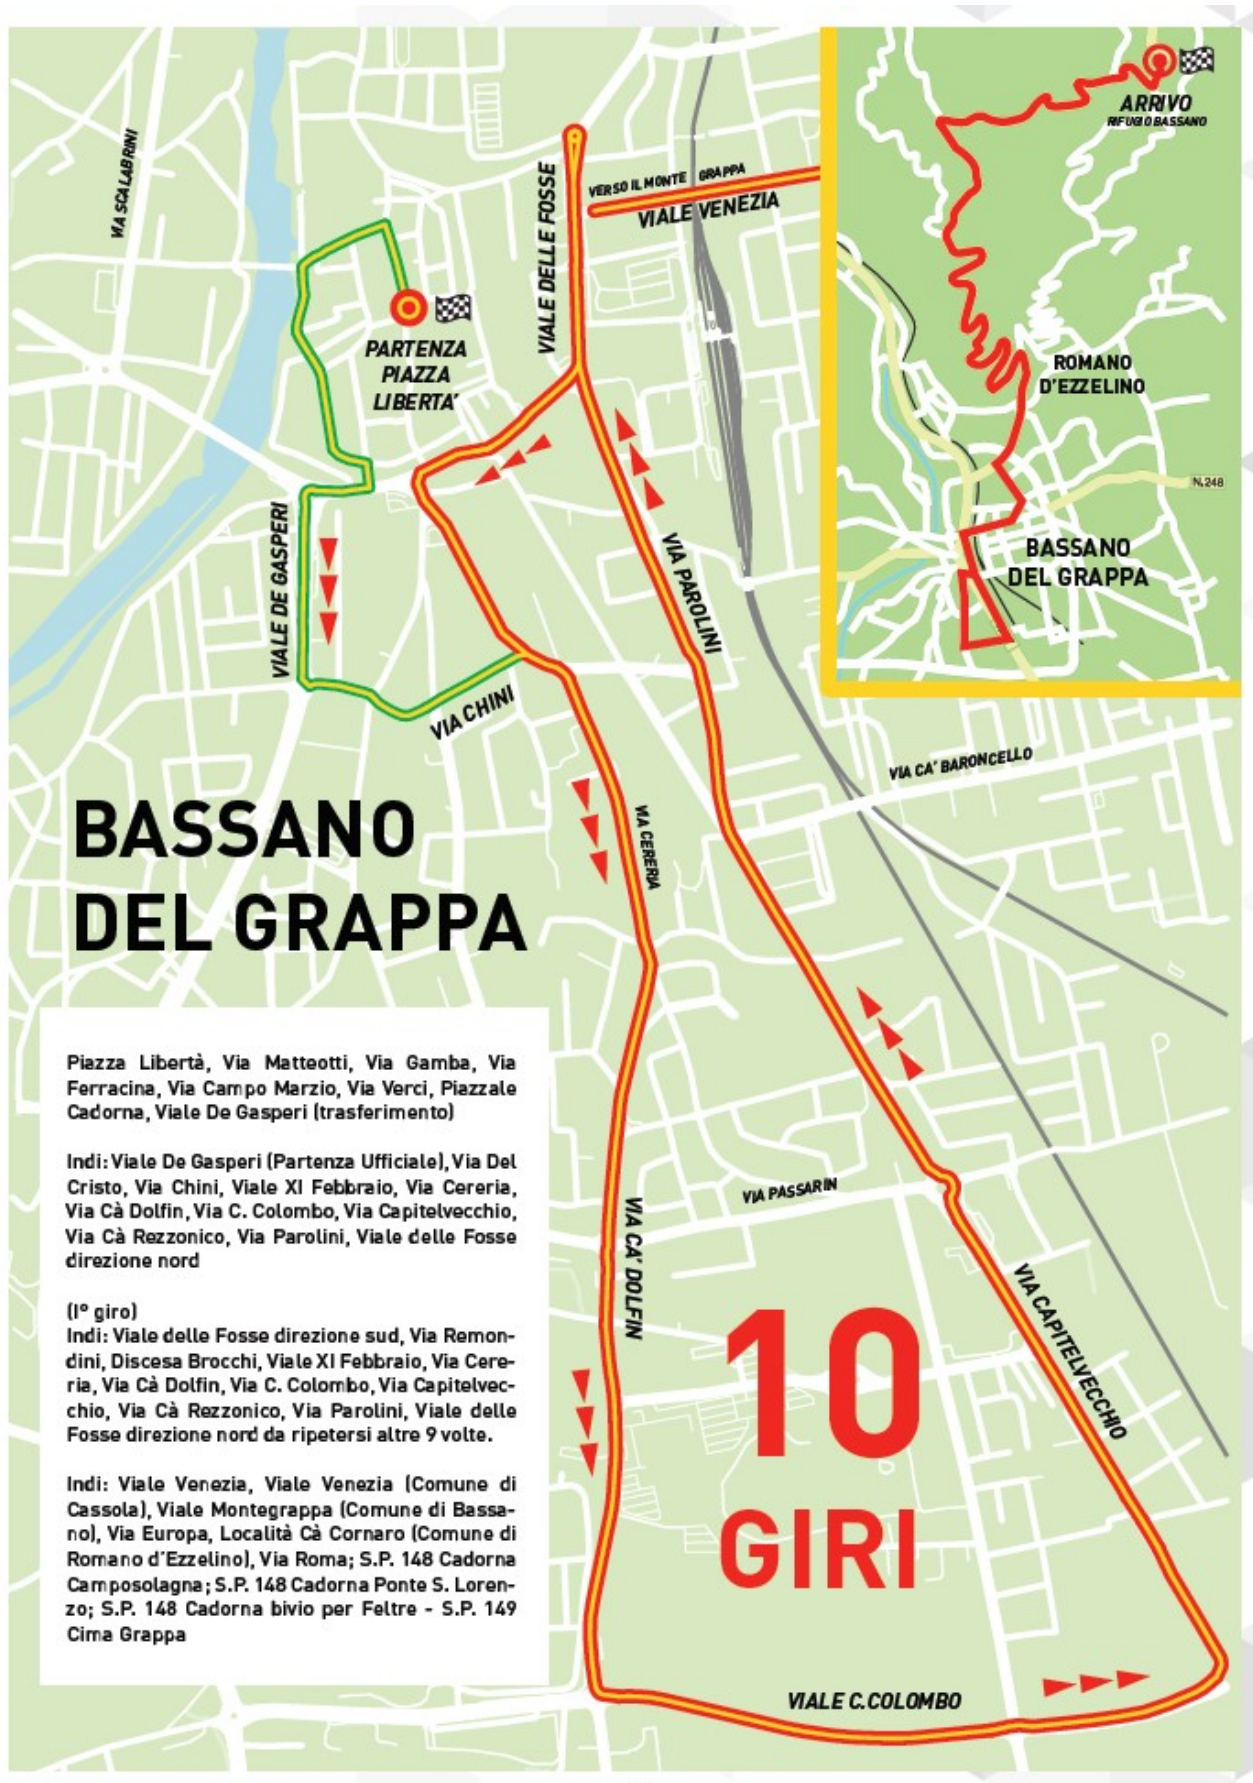 VIA SCALABRINI
VIALE DELLE FOSSE
VERSO IL MONTE GRAPPA
VIALE VENEZIA
ARRIVO
RIFUGIO BASSANO
PARTENZA
PIAZZA
LIBERTA'
ROMANO
D'EZZELINO
N.248
BASSANO
DEL GRAPPA
VIALE DE GASPERI
VIA PAROLINI
VIA CHINI
VIA CA' BARONCELLO
VIA CERERIA
BASSANO
DEL GRAPPA
Piazza Libertà, Via Matteotti, Via Gamba, Via
Ferracina, Via Campo Marzio, Via Verci, Piazzale
Cadorna, Viale De Gasperi (trasferimento)
Indi: Viale De Gasperi (Partenza Ufficiale), Via Del
Cristo, Via Chini, Viale XI Febbraio, Via Cereria,
Via Cà Dolfin, Via C. Colombo, Via Capitelvecchio,
Via Cà Rezzonico, Via Parolini, Viale delle Fosse
direzione nord
(I° giro)
Indi: Viale delle Fosse direzione sud, Via Remon-
dini, Discesa Brocchi, Viale XI Febbraio, Via Cere-
ria, Via Cà Dolfin, Via C. Colombo, Via Capitelvec-
chio, Via Cà Rezzonico, Via Parolini, Viale delle
Fosse direzione nord da ripetersi altre 9 volte.
Indi: Viale Venezia, Viale Venezia (Comune di
Cassola), Viale Montegrappa (Comune di Bassa-
no), Via Europa, Località Cà Cornaro (Comune di
Romano d'Ezzelino), Via Roma; S.P. 148 Cadorna
Camposolagna; S.P. 148 Cadorna Ponte S. Loren-
zo; S.P. 148 Cadorna bivio per Feltre - S.P. 149
Cima Grappa
VIA PASSARIN
VIA CA' DOLFIN
VIA CAPITELVECCHIO
10
GIRI
VIALE C.COLOMBO